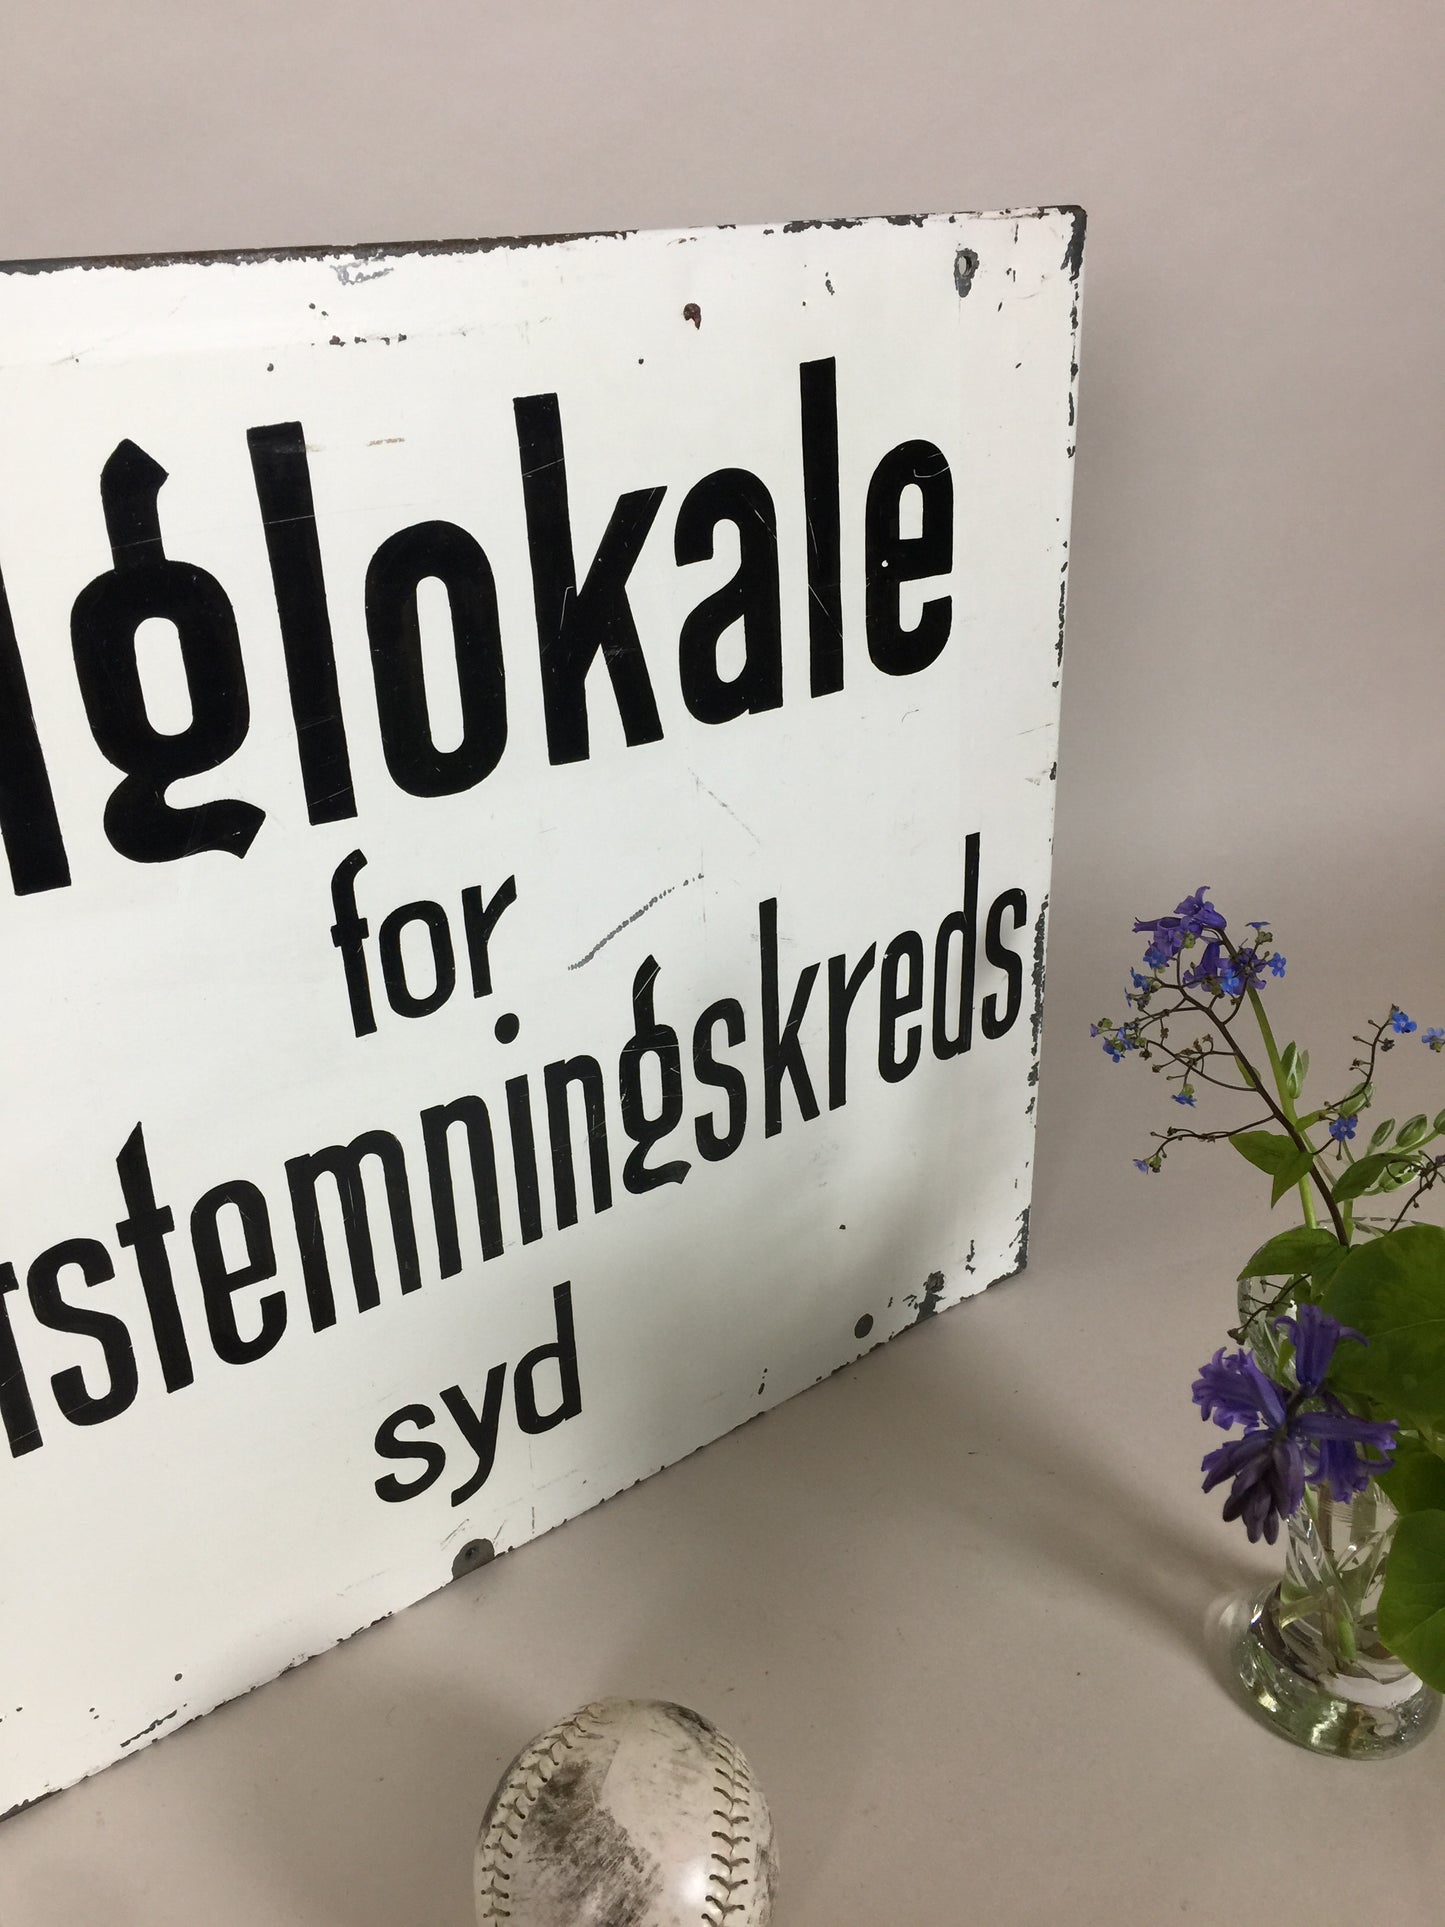 lglokale
for
rstemningskreds
syd